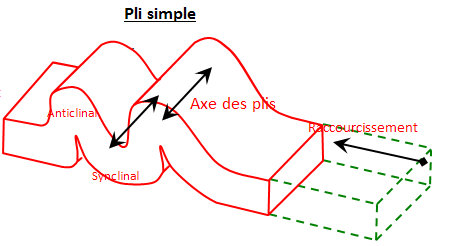 Pli simple
Axe des plis
Anticlinal
Raccourcissement
Synclinal